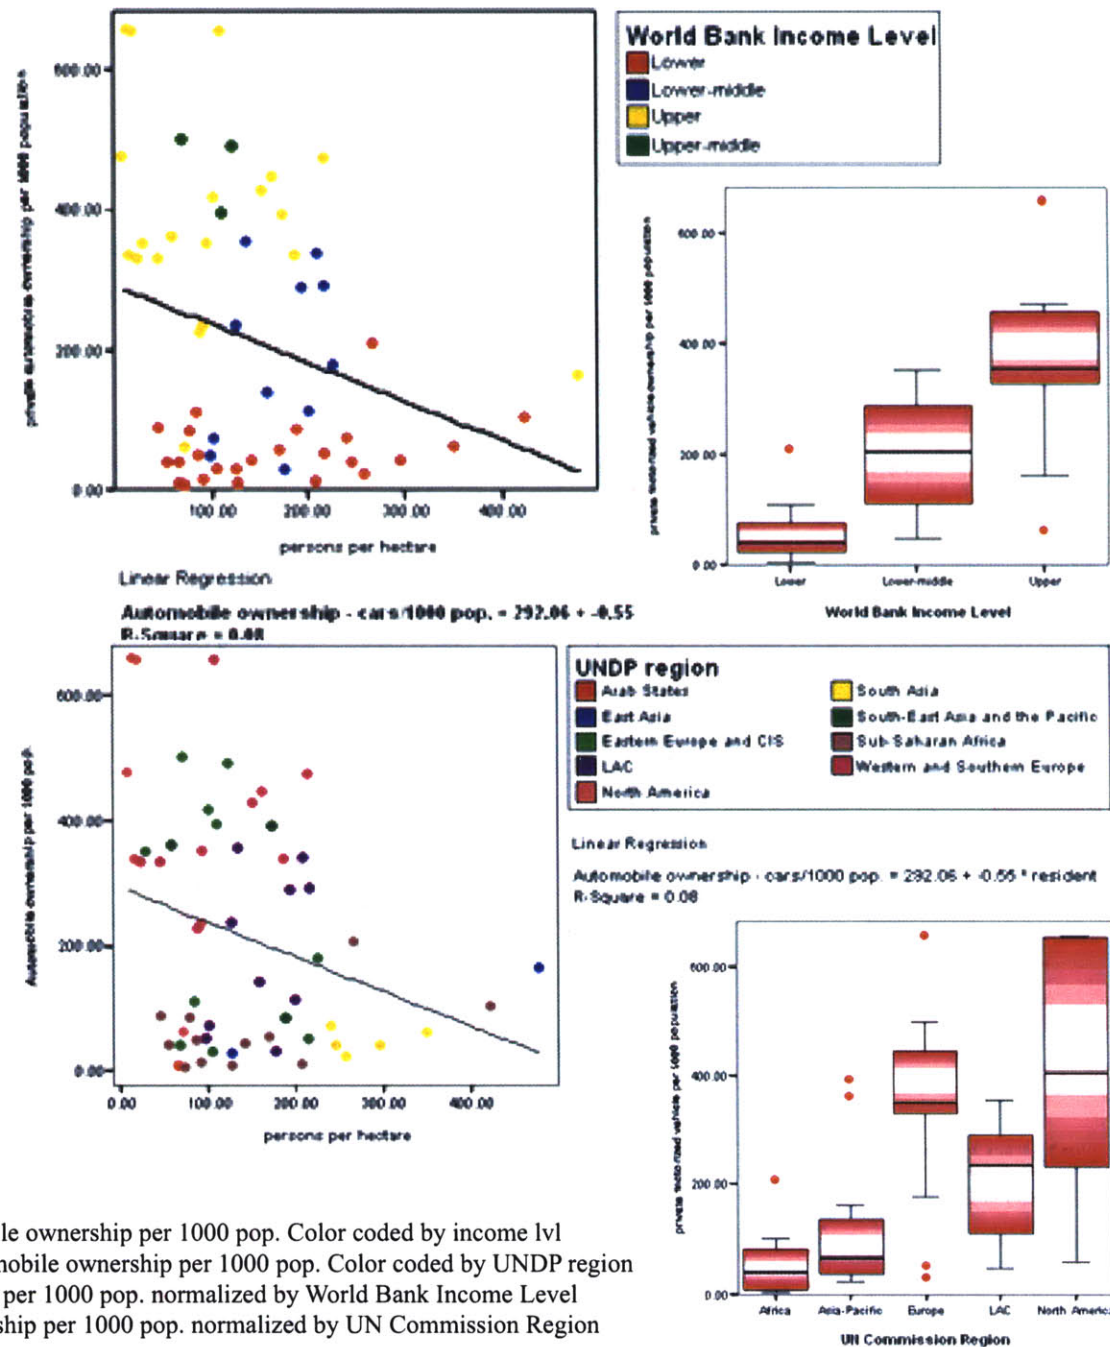 World Bank Income Level
Lower
Lower-middle
Upper
Upper-middle
private automobiles ownership per 1000 population
600.00
400.00
200.00
0.00
100.00 200.00 300.00 400.00
persons per hectare
Linear Regression
Automobile ownership - cars/1000 pop. = 292.06 + -0.55
R-Square = 0.08
private motorized vehicle ownership per 1000 population
600.00
400.00
200.00
0.00
Lower Lower-middle Upper
World Bank Income Level
Automobile ownership per 1000 pop.
600.00
400.00
200.00
0.00
0.00 100.00 200.00 300.00 400.00
persons per hectare
UNDP region
Arab States
East Asia
Eastern Europe and CIS
LAC
North America
South Asia
South-East Asia and the Pacific
Sub-Saharan Africa
Western and Southern Europe
Linear Regression
Automobile ownership - cars/1000 pop. = 292.06 + -0.55 * resident
R-Square = 0.08
private motorized vehicle per 1000 population
600.00
400.00
200.00
0.00
Africa Asia-Pacific Europe LAC North Americ
UN Commission Region
le ownership per 1000 pop. Color coded by income lvl
mobile ownership per 1000 pop. Color coded by UNDP region
per 1000 pop. normalized by World Bank Income Level
ship per 1000 pop. normalized by UN Commission Region